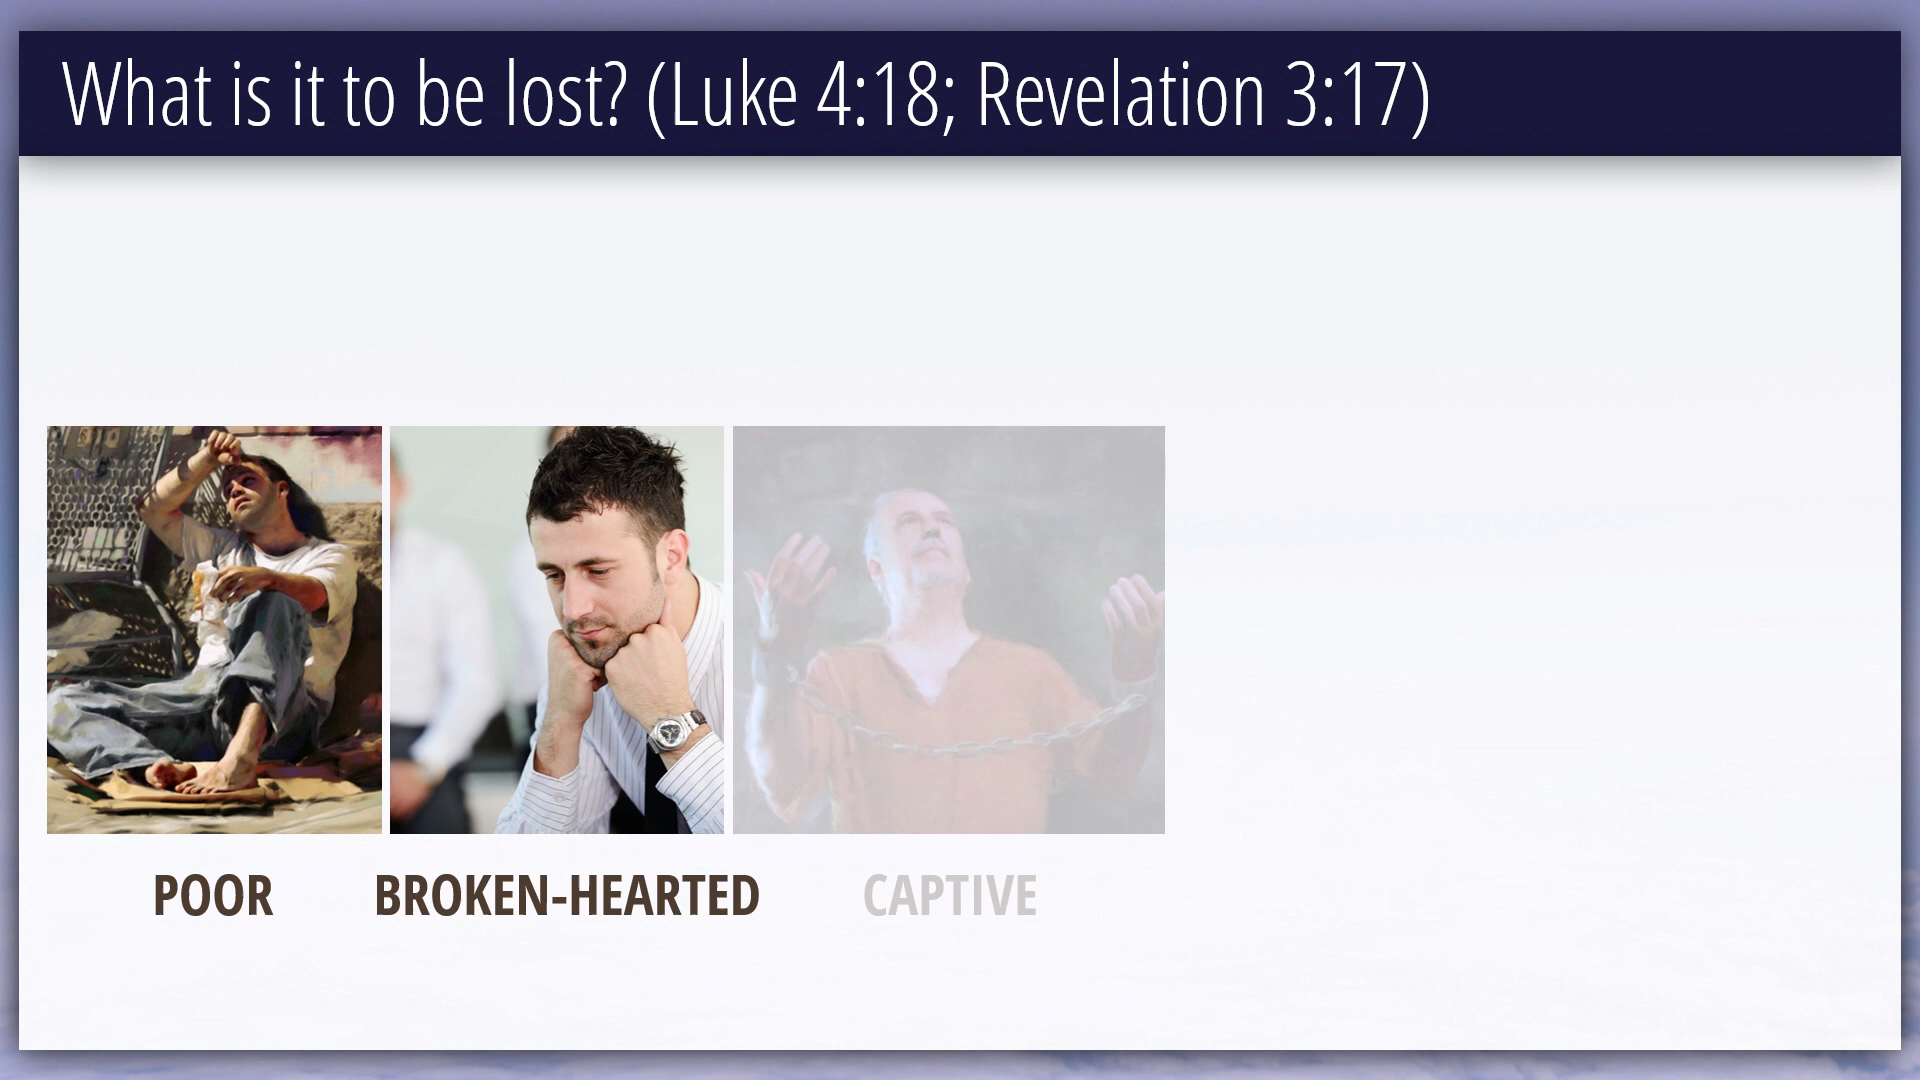 What is it to be lost? (Luke 4:18; Revelation 3:17)
POOR
BROKEN-HEARTED
CAPTIVE